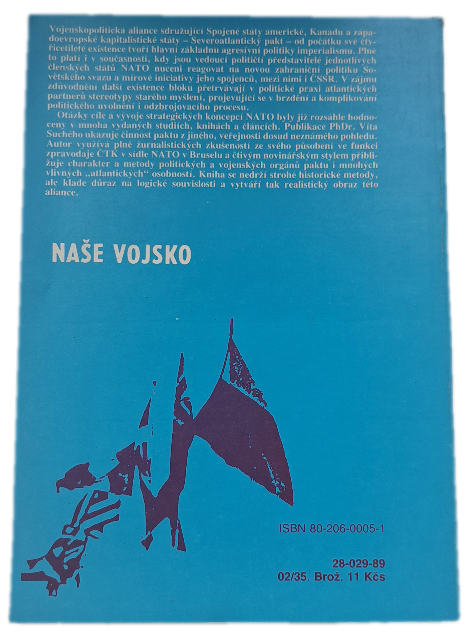 Vojenskopolitická aliance sdružující Spojené státy americké, Kanadu a zápa-
doevropské kapitalistické státy – Severoatlantický pakt – od počátku své čty-
řicetileté existence tvoří hlavní základnu agresivní politiky imperialismu. Plně
to platí i v současnosti, kdy jsou vedoucí političtí představitelé jednotlivých
členských států NATO nuceni reagovat na novou zahraniční politiku So-
větského svazu a mírové iniciativy jeho spojenců, mezi nimi i ČSSR. V zájmu
zdůvodnění další existence bloku přetrvávají v politické praxi atlantických
partnerů stereotypy starého myšlení, projevující se v brzdění a komplikování
politického uvolnění i odzbrojovacího procesu.
Otázky cílů a vývoje strategických koncepcí NATO byly již rozsáhle hodno-
ceny v mnoha vydaných studiích, knihách a článcích. Publikace PhDr. Víta
Suchého ukazuje činnost paktu z jiného, veřejnosti dosud neznámého pohledu.
Autor využívá plně žurnalistických zkušeností ze svého působení ve funkci
zpravodaje ČTK v sídle NATO v Bruselu a čtivým novinářským stylem přibli-
žuje charakter a metody politických a vojenských orgánů paktu i mnohých
vlivných „atlantických“ osobností. Kniha se nedrží strohé historické metody,
ale klade důraz na logické souvislosti a vytváří tak realistický obraz této
aliance.
NAŠE VOJSKO
ISBN 80-206-0005-1
28-029-89
02/35 Brož. 11 Kčs